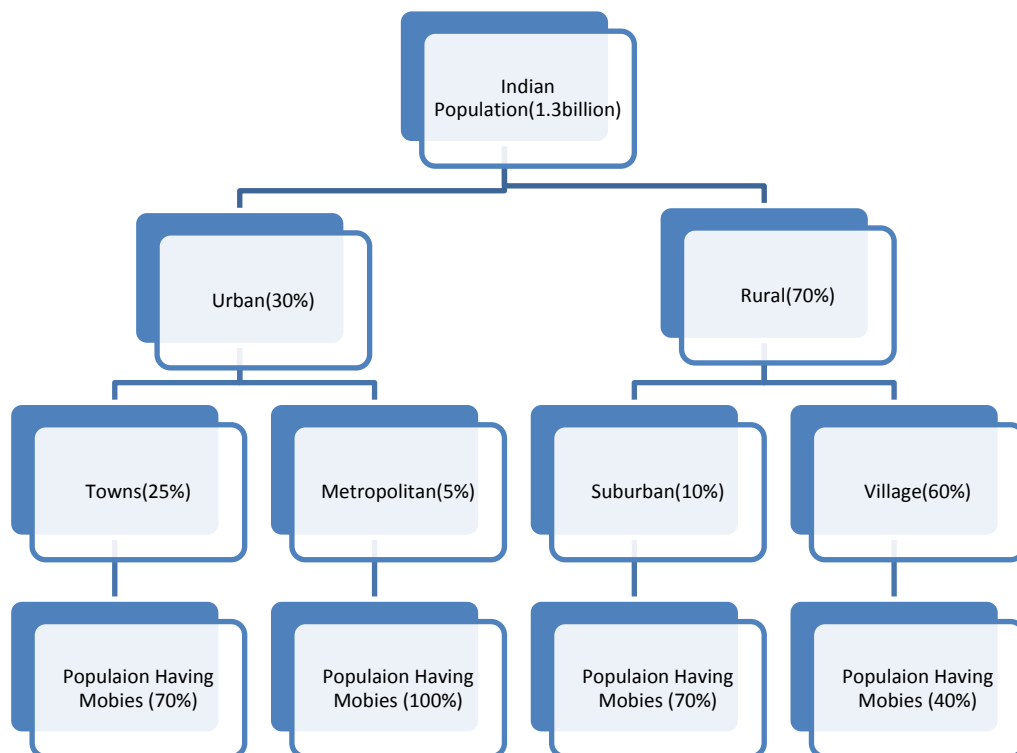 Indian
Population(1.3billion)
Urban(30%)
Rural(70%)
Towns(25%)
Metropolitan(5%)
Suburban(10%)
Village(60%)
Populaion Having
Mobies (70%)
Populaion Having
Mobies (100%)
Populaion Having
Mobies (70%)
Populaion Having
Mobies (40%)